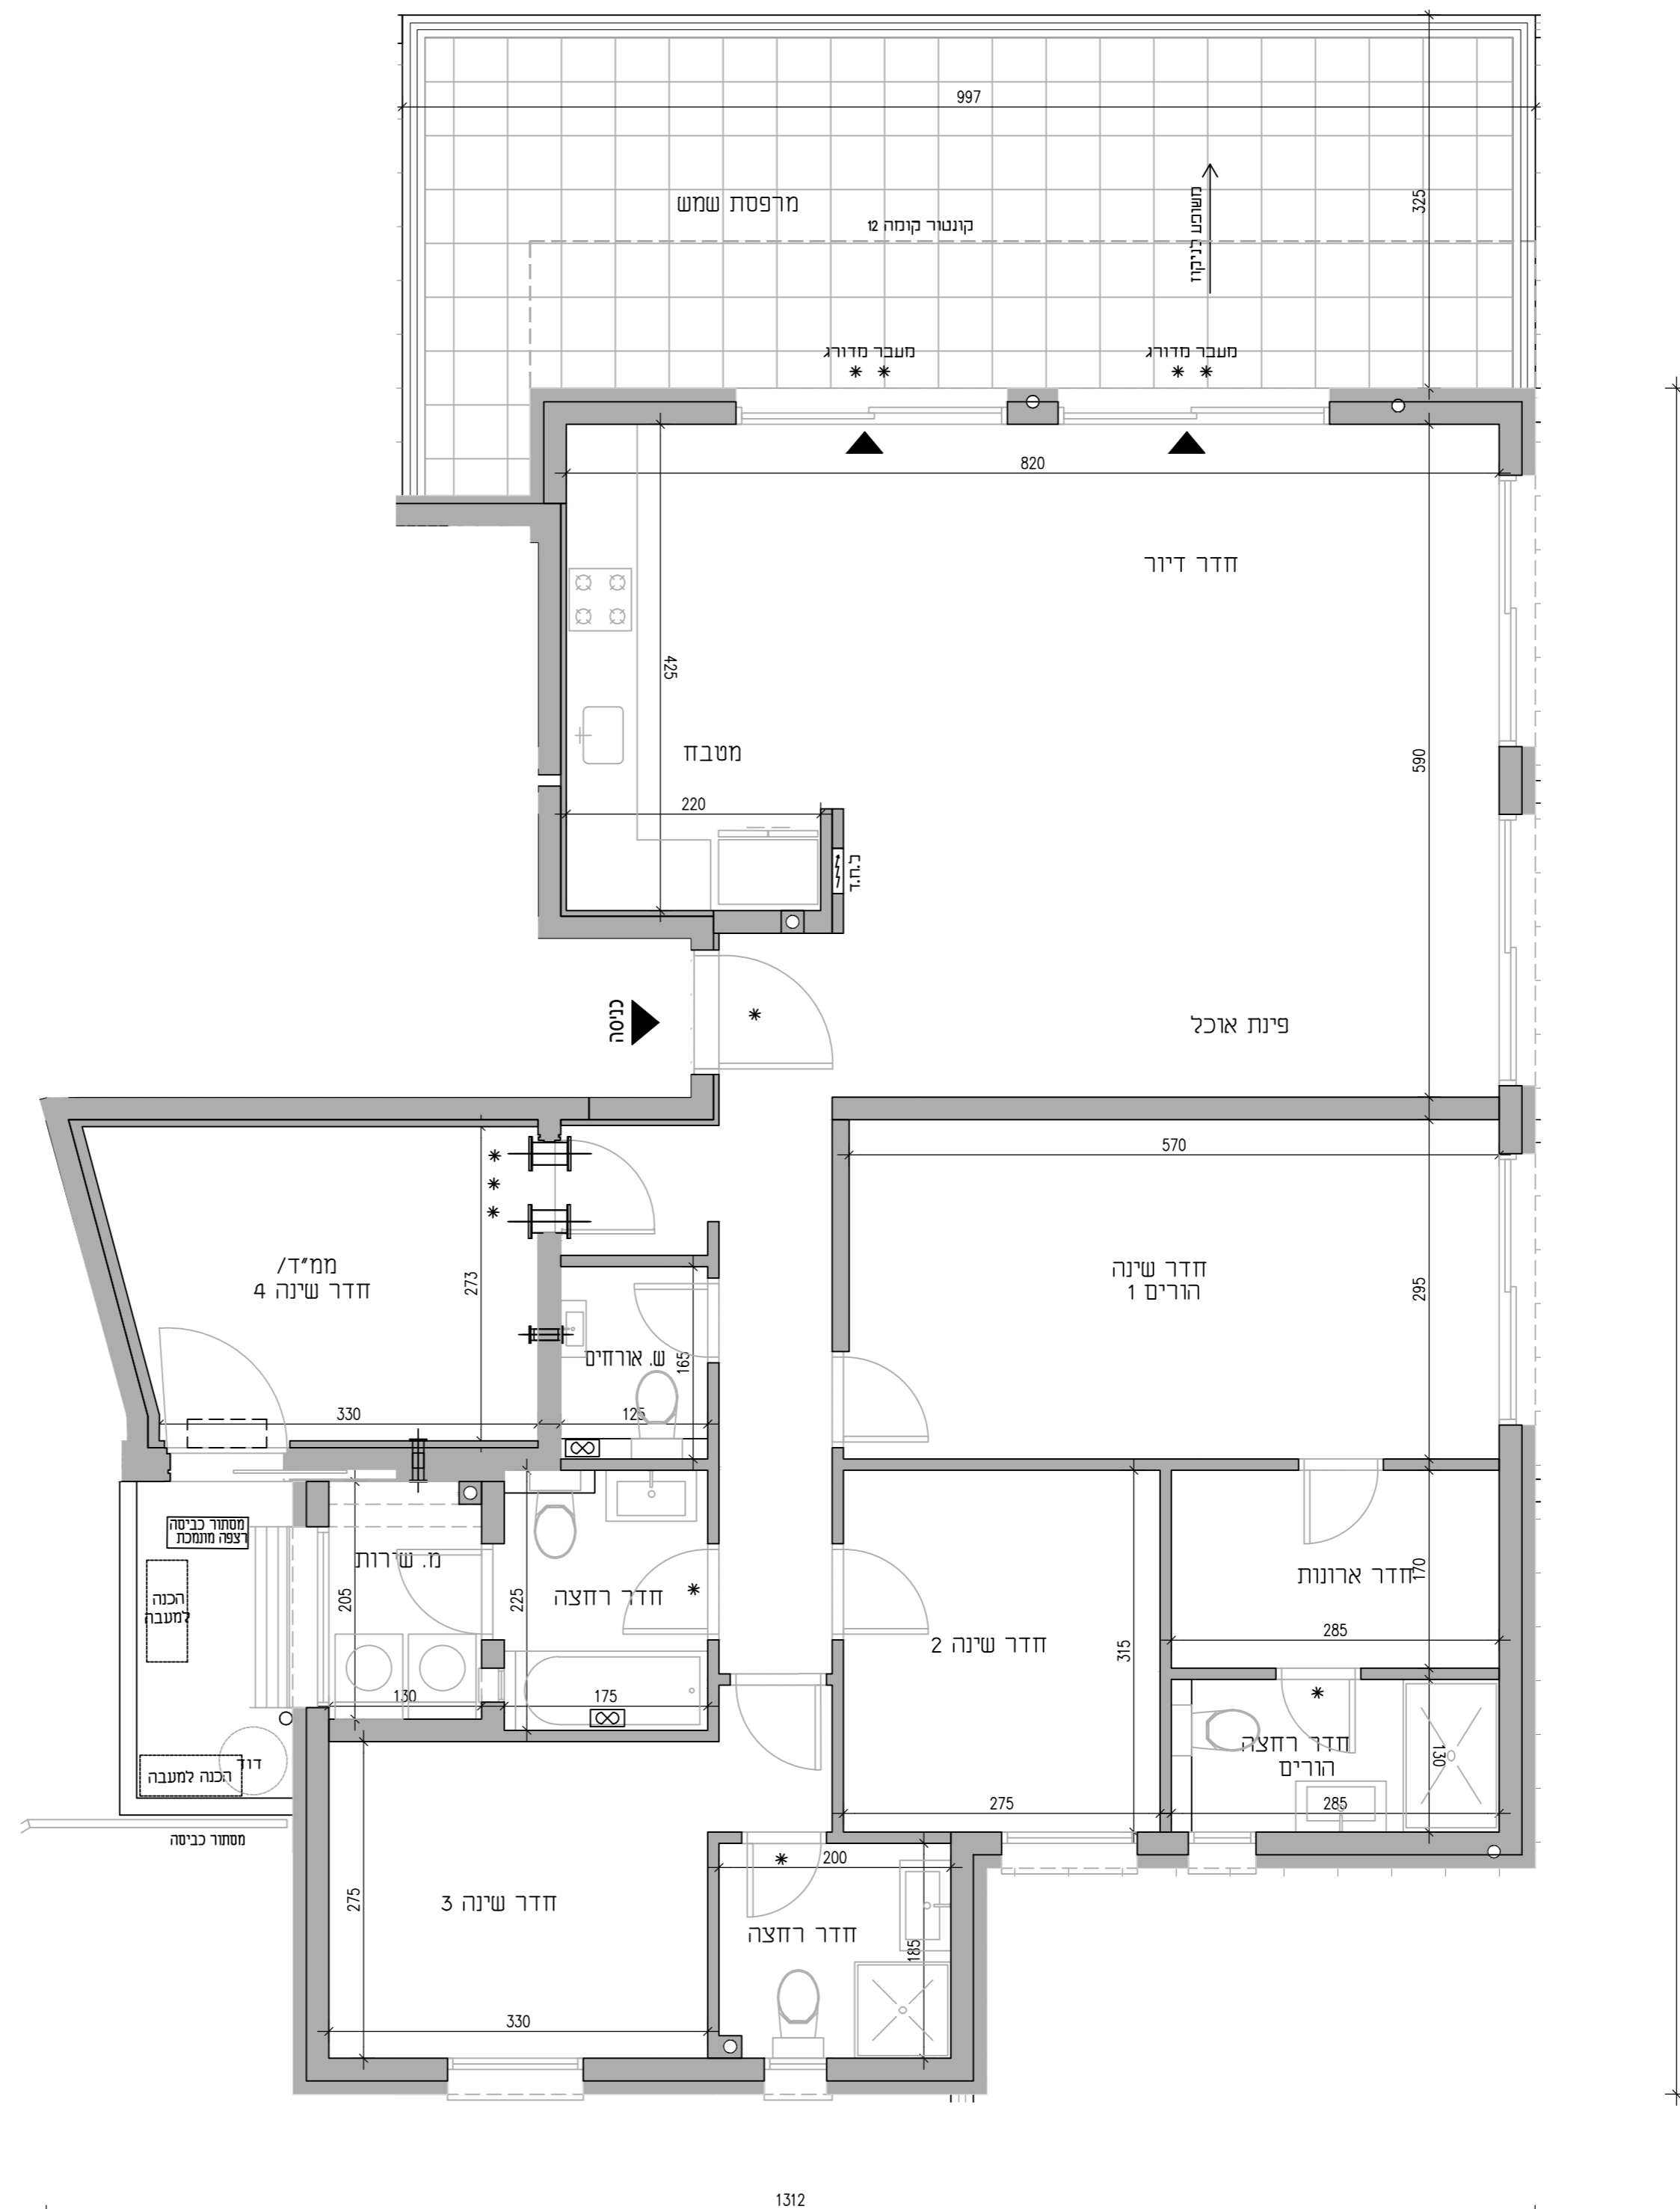 997
מרפסת שמש
קונטור קומה 12
משופע לניקוז
325
מעבר מדורג
* *
מעבר מדורג
* *
820
חדר דיור
425
מטבח
590
220
ת.ח.ד
כניסה
*
פינת אוכל
570
*
*
*
273
ממ״ד/
חדר שינה 4
חדר שינה
הורים 1
295
ש. אורחים
165
330
125
מסתור כביסה
רצפה מונמכת
מ. שירות
הכנה
למעבה
205
225
חדר רחצה
*
חדר שינה 2
315
חדר ארונות
170
285
130
175
*
חדר רחצה
הורים
130
דוד
הכנה למעבה
275
285
מסתור כביסה
*
200
275
חדר שינה 3
חדר רחצה
185
330
1312